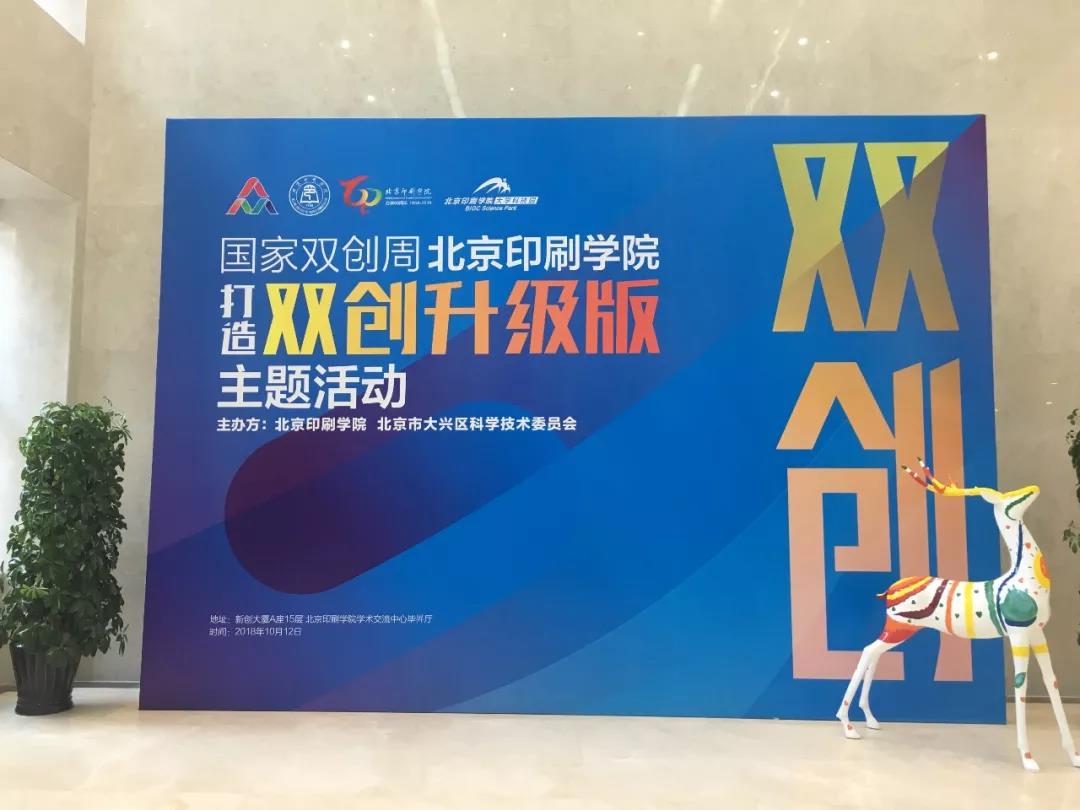 北京印刷学院
北京印刷学院大学科技园
BIGC Science Park
国家双创周 北京印刷学院
打造 双创升级版
主题活动
主办方：北京印刷学院 北京市大兴区科学技术委员会
地址：新创大厦A座15层 北京印刷学院学术交流中心毕昇厅
时间：2018年10月12日
双
创